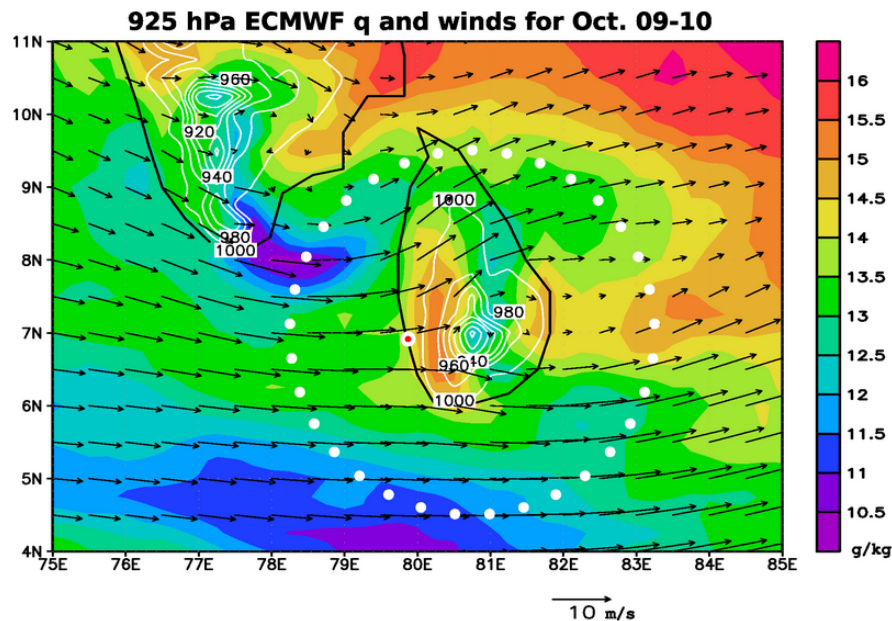 925 hPa ECMWF q and winds for Oct. 09-10
11N
10N
9N
8N
7N
6N
5N
4N
75E 76E 77E 78E 79E 80E 81E 82E 83E 84E 85E
960
920
940
980
1000
1000
980
960
1000
16
15.5
15
14.5
14
13.5
13
12.5
12
11.5
11
10.5
g/kg
10 m/s